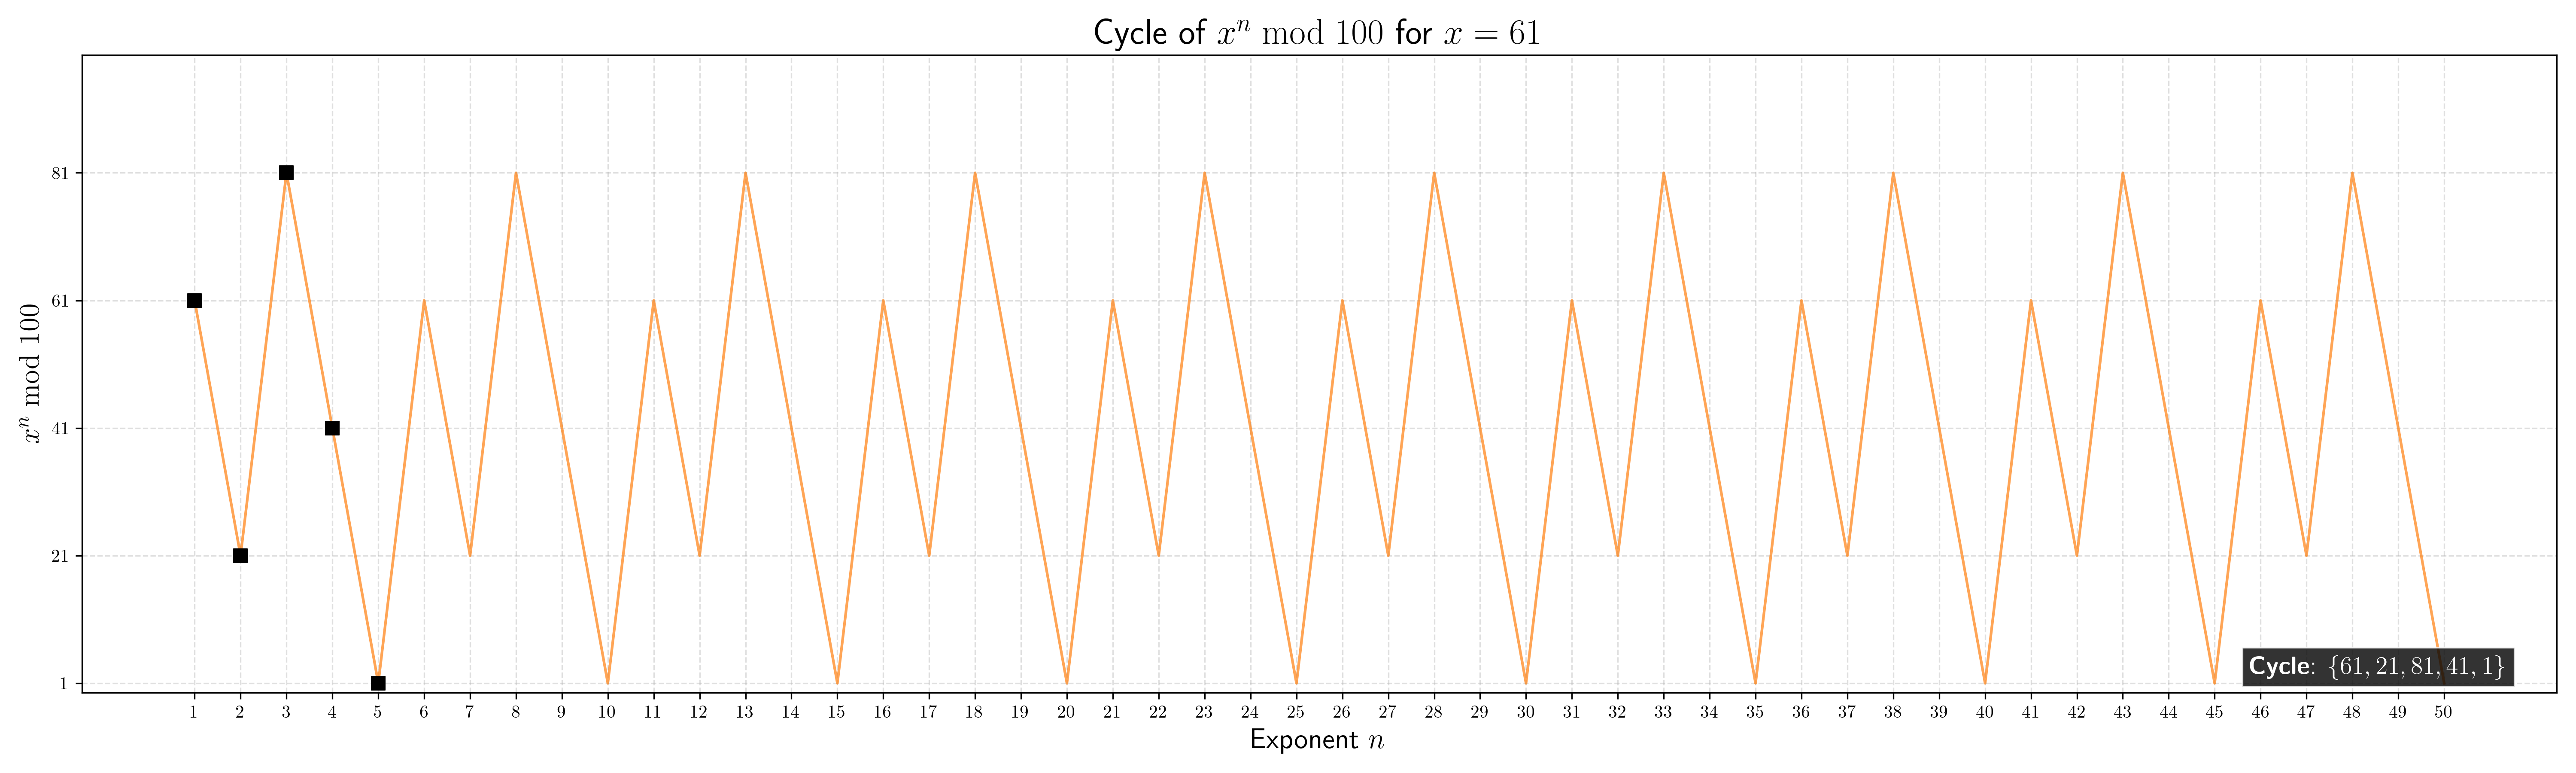 Cycle of $x^n \bmod 100$ for $x = 61$
$x^n \bmod 100$
81
61
41
21
1
Cycle: {61, 21, 81, 41, 1}
1 2 3 4 5 6 7 8 9 10 11 12 13 14 15 16 17 18 19 20 21 22 23 24 25 26 27 28 29 30 31 32 33 34 35 36 37 38 39 40 41 42 43 44 45 46 47 48 49 50
Exponent $n$